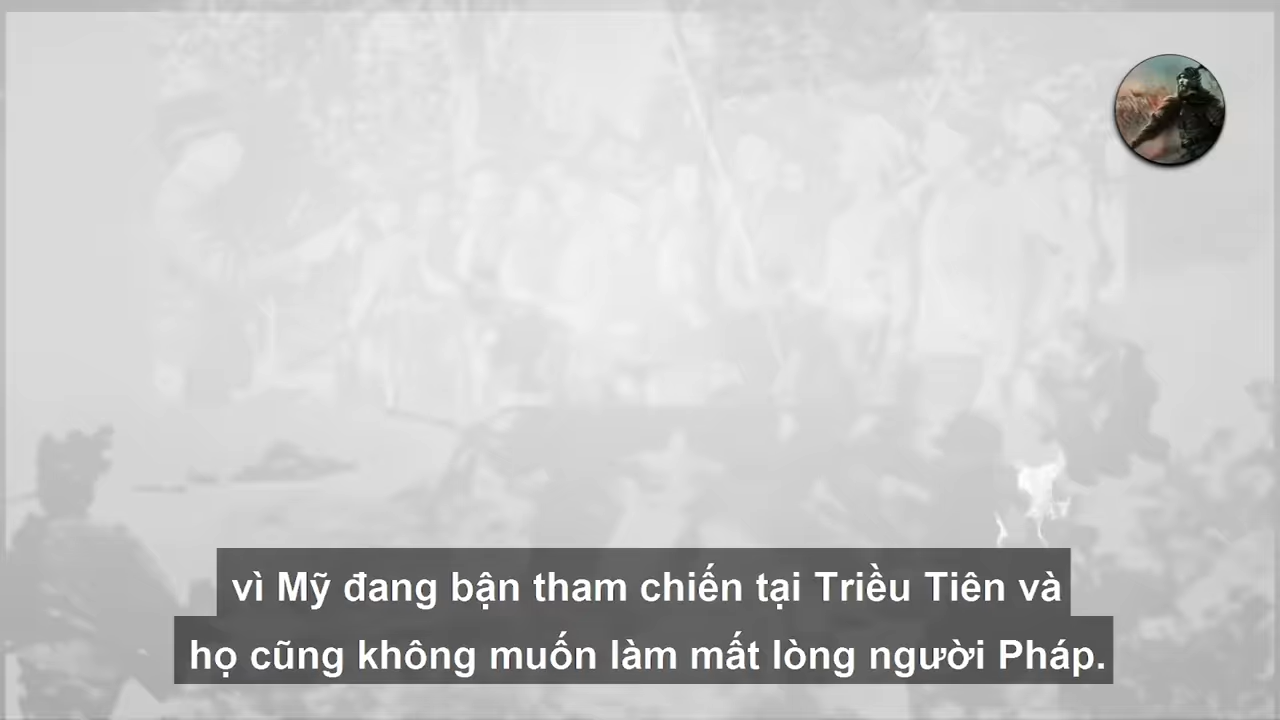 vì Mỹ đang bận tham chiến tại Triều Tiên và
họ cũng không muốn làm mất lòng người Pháp.